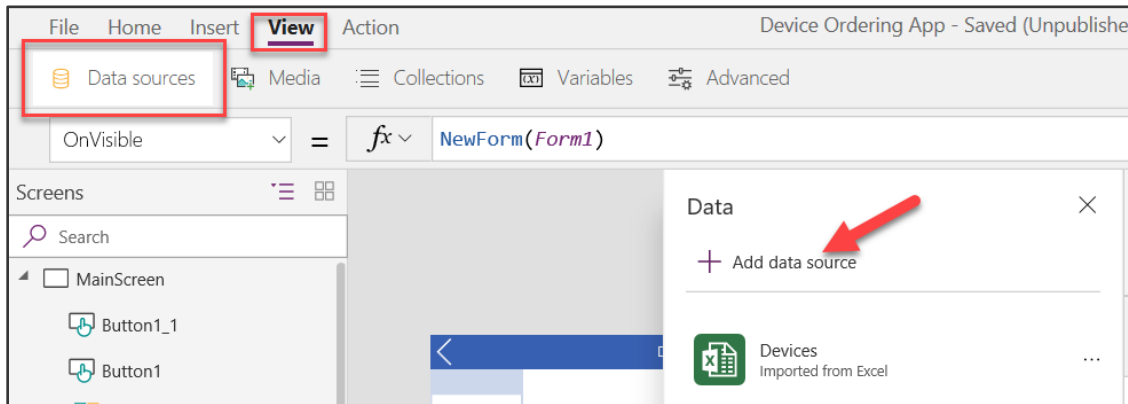 File Home Insert View Action Device Ordering App - Saved (Unpublishe
Data sources Media Collections (x) Variables Advanced
OnVisible = fx NewForm(Form1)
Screens
Search
MainScreen
Button1_1
Button1
Data
Add data source
Devices
Imported from Excel
...